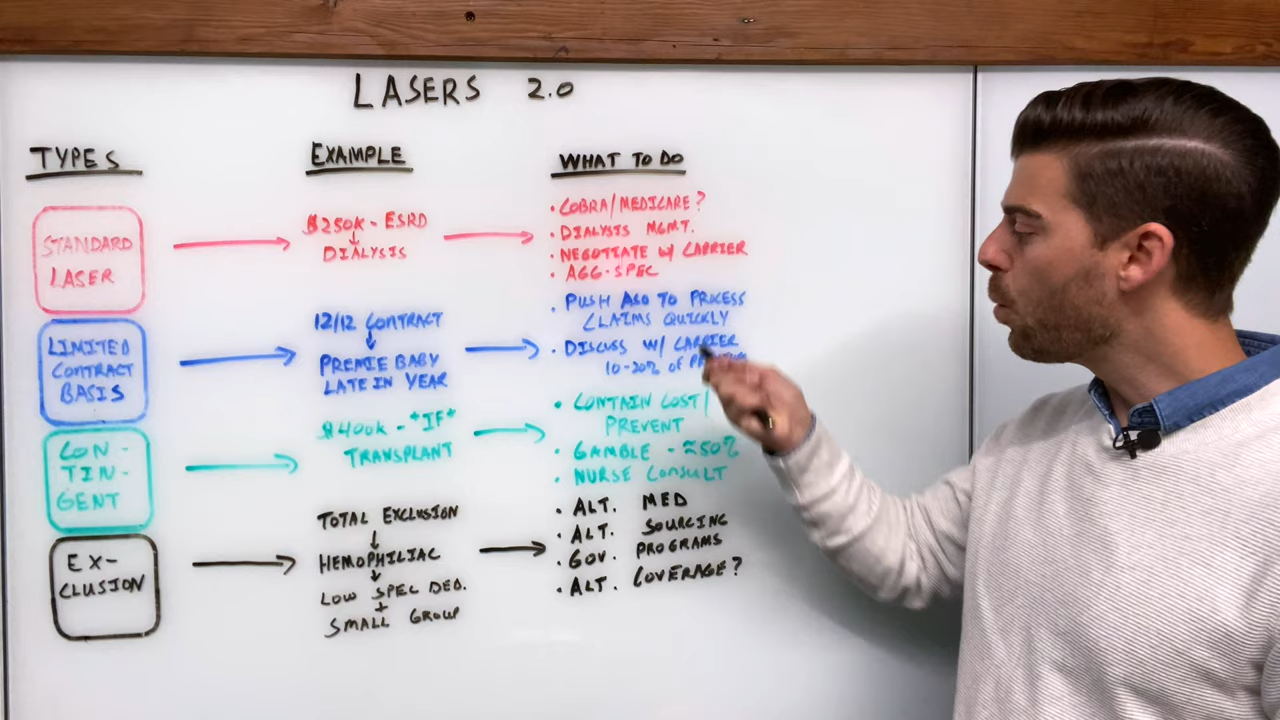 LASERS 2.0
TYPES
EXAMPLE
WHAT TO DO
STANDARD
LASER
$250K - ESRD
DIALYSIS
• COBRA/MEDICARE?
• DIALYSIS MGMT.
• NEGOTIATE W/ CARRIER
• AGG-SPEC
LIMITED
CONTRACT
BASIS
12/12 CONTRACT
PREMIE BABY
LATE IN YEAR
• PUSH ASO TO PROCESS
CLAIMS QUICKLY
• DISCUSS W/ CARRIER
10-20% OF
CON-
TIN-
GENT
$400K - "IF"
TRANSPLANT
• CONTAIN COST/
PREVENT
• GAMBLE - ≈50%
• NURSE CONSULT
EX-
CLUSION
TOTAL EXCLUSION
HEMOPHILIAC
LOW SPEC DED.
+
SMALL GROUP
• ALT. MED
• ALT. SOURCING
• GOV. PROGRAMS
• ALT. COVERAGE?